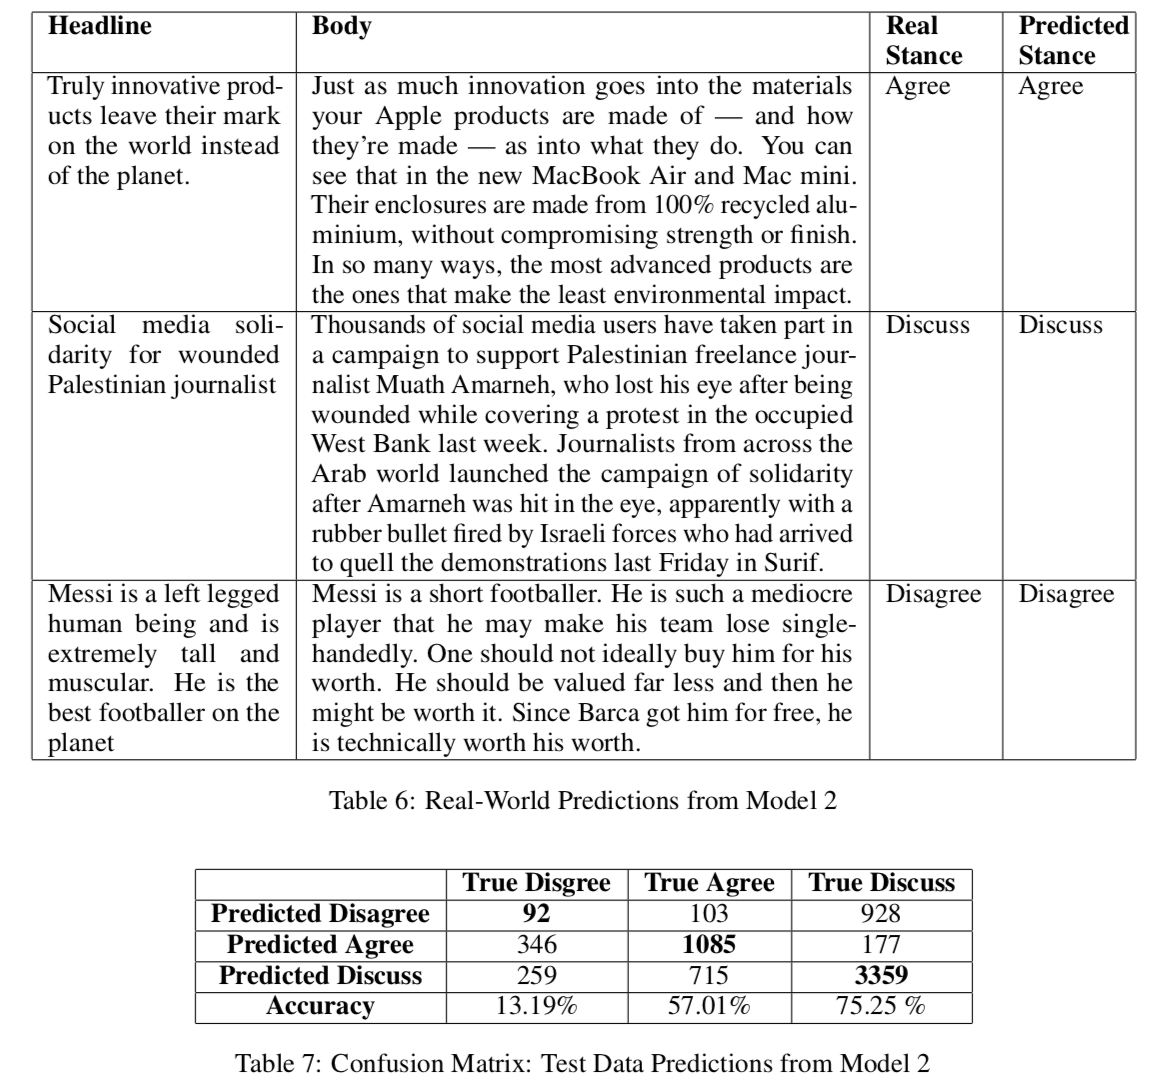 Headline Body Real Predicted
Stance Stance
Truly innovative prod- Just as much innovation goes into the materials Agree Agree
ucts leave their mark your Apple products are made of — and how
on the world instead they're made — as into what they do. You can
of the planet. see that in the new MacBook Air and Mac mini.
Their enclosures are made from 100% recycled alu-
minium, without compromising strength or finish.
In so many ways, the most advanced products are
the ones that make the least environmental impact.
Social media soli- Thousands of social media users have taken part in Discuss Discuss
darity for wounded a campaign to support Palestinian freelance jour-
Palestinian journalist nalist Muath Amarneh, who lost his eye after being
wounded while covering a protest in the occupied
West Bank last week. Journalists from across the
Arab world launched the campaign of solidarity
after Amarneh was hit in the eye, apparently with a
rubber bullet fired by Israeli forces who had arrived
to quell the demonstrations last Friday in Surif.
Messi is a left legged Messi is a short footballer. He is such a mediocre Disagree Disagree
human being and is player that he may make his team lose single-
extremely tall and handedly. One should not ideally buy him for his
muscular. He is the worth. He should be valued far less and then he
best footballer on the might be worth it. Since Barca got him for free, he
planet is technically worth his worth.
Table 6: Real-World Predictions from Model 2
True Disgree True Agree True Discuss
Predicted Disagree 92 103 928
Predicted Agree 346 1085 177
Predicted Discuss 259 715 3359
Accuracy 13.19% 57.01% 75.25 %
Table 7: Confusion Matrix: Test Data Predictions from Model 2